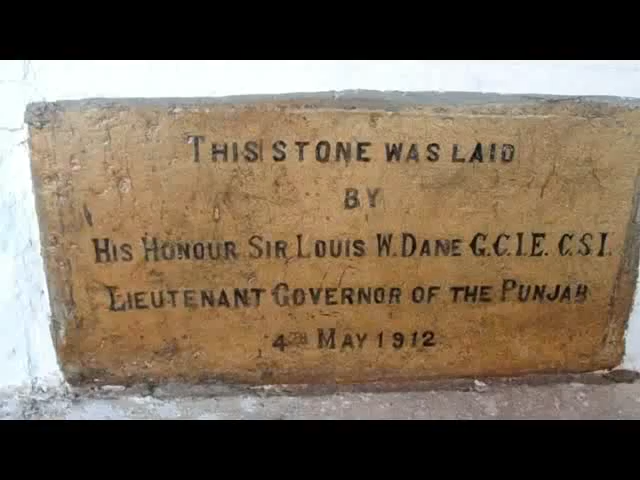 THIS STONE WAS LAID
BY
HIS HONOUR SIR LOUIS W. DANE G.C.I.E. C.S.I.
LIEUTENANT GOVERNOR OF THE PUNJAB
4TH MAY 1912